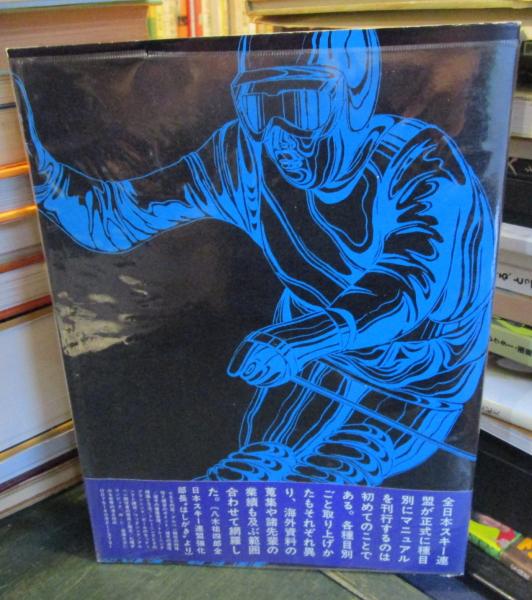 全日本スキー連
盟が正式に種目
別にマニュアル
を刊行するのは
初めてのことで
ある、各種目別
ごと取り上げか
たもそれぞれ異
り、海外資料の
蒐集や諸先輩の
業績も及ぶ範囲
合わせて網羅し
た。(八木祐四郎全
日本スキー連盟強化
部長"はしがき"より)